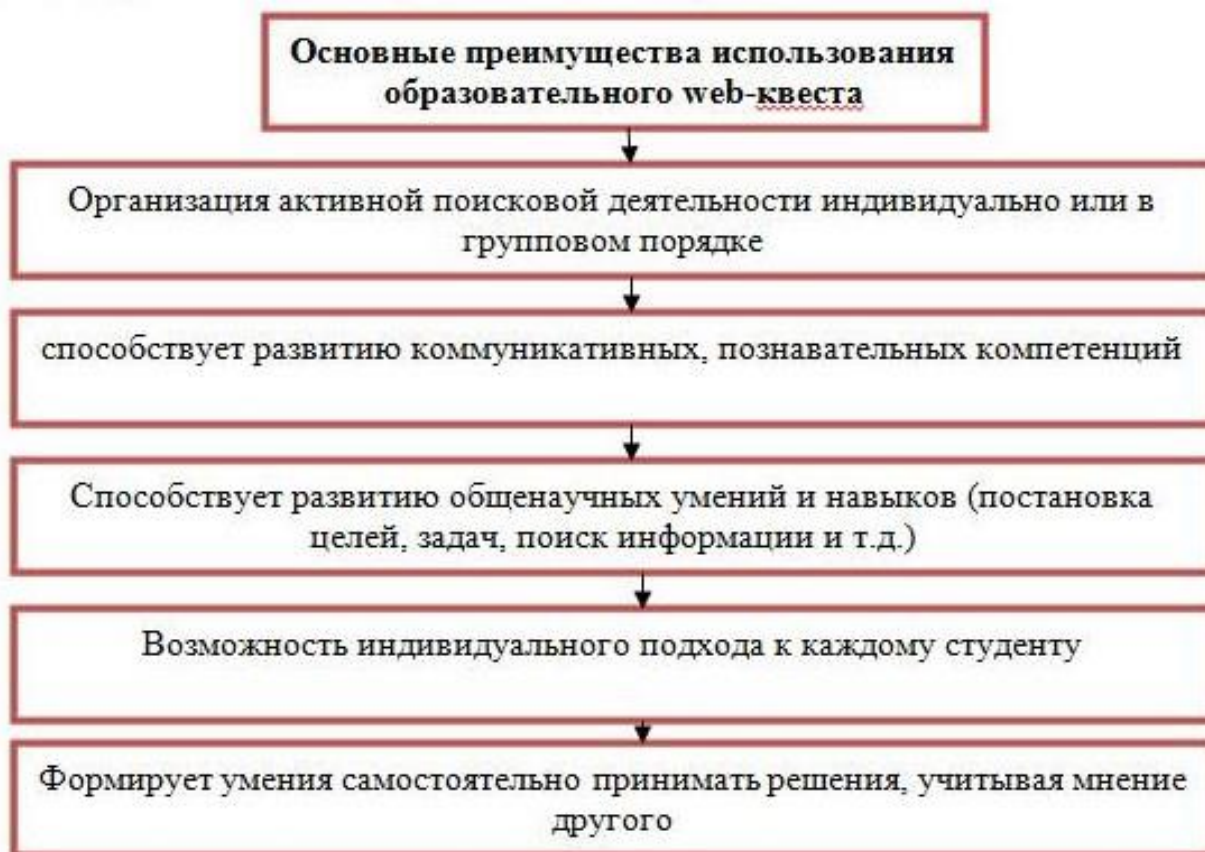 Основные преимущества использования
образовательного web-квеста
Организация активной поисковой деятельности индивидуально или в
групповом порядке
способствует развитию коммуникативных, познавательных компетенций
Способствует развитию общенаучных умений и навыков (постановка
целей, задач, поиск информации и т.д.)
Возможность индивидуального подхода к каждому студенту
Формирует умения самостоятельно принимать решения, учитывая мнение
другого